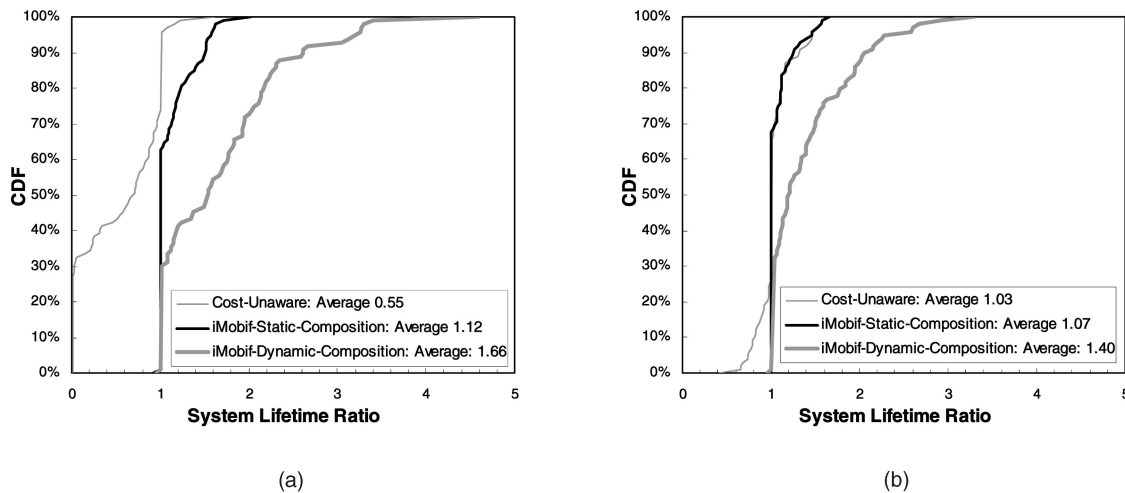 100%
90%
80%
70%
60%
50%
40%
30%
20%
10%
0%
CDF
0 1 2 3 4 5
System Lifetime Ratio
Cost-Unaware: Average 0.55
iMobif-Static-Composition: Average 1.12
iMobif-Dynamic-Composition: Average: 1.66
(a)
100%
90%
80%
70%
60%
50%
40%
30%
20%
10%
0%
CDF
0 1 2 3 4 5
System Lifetime Ratio
Cost-Unaware: Average 1.03
iMobif-Static-Composition: Average 1.07
iMobif-Dynamic-Composition: Average: 1.40
(b)